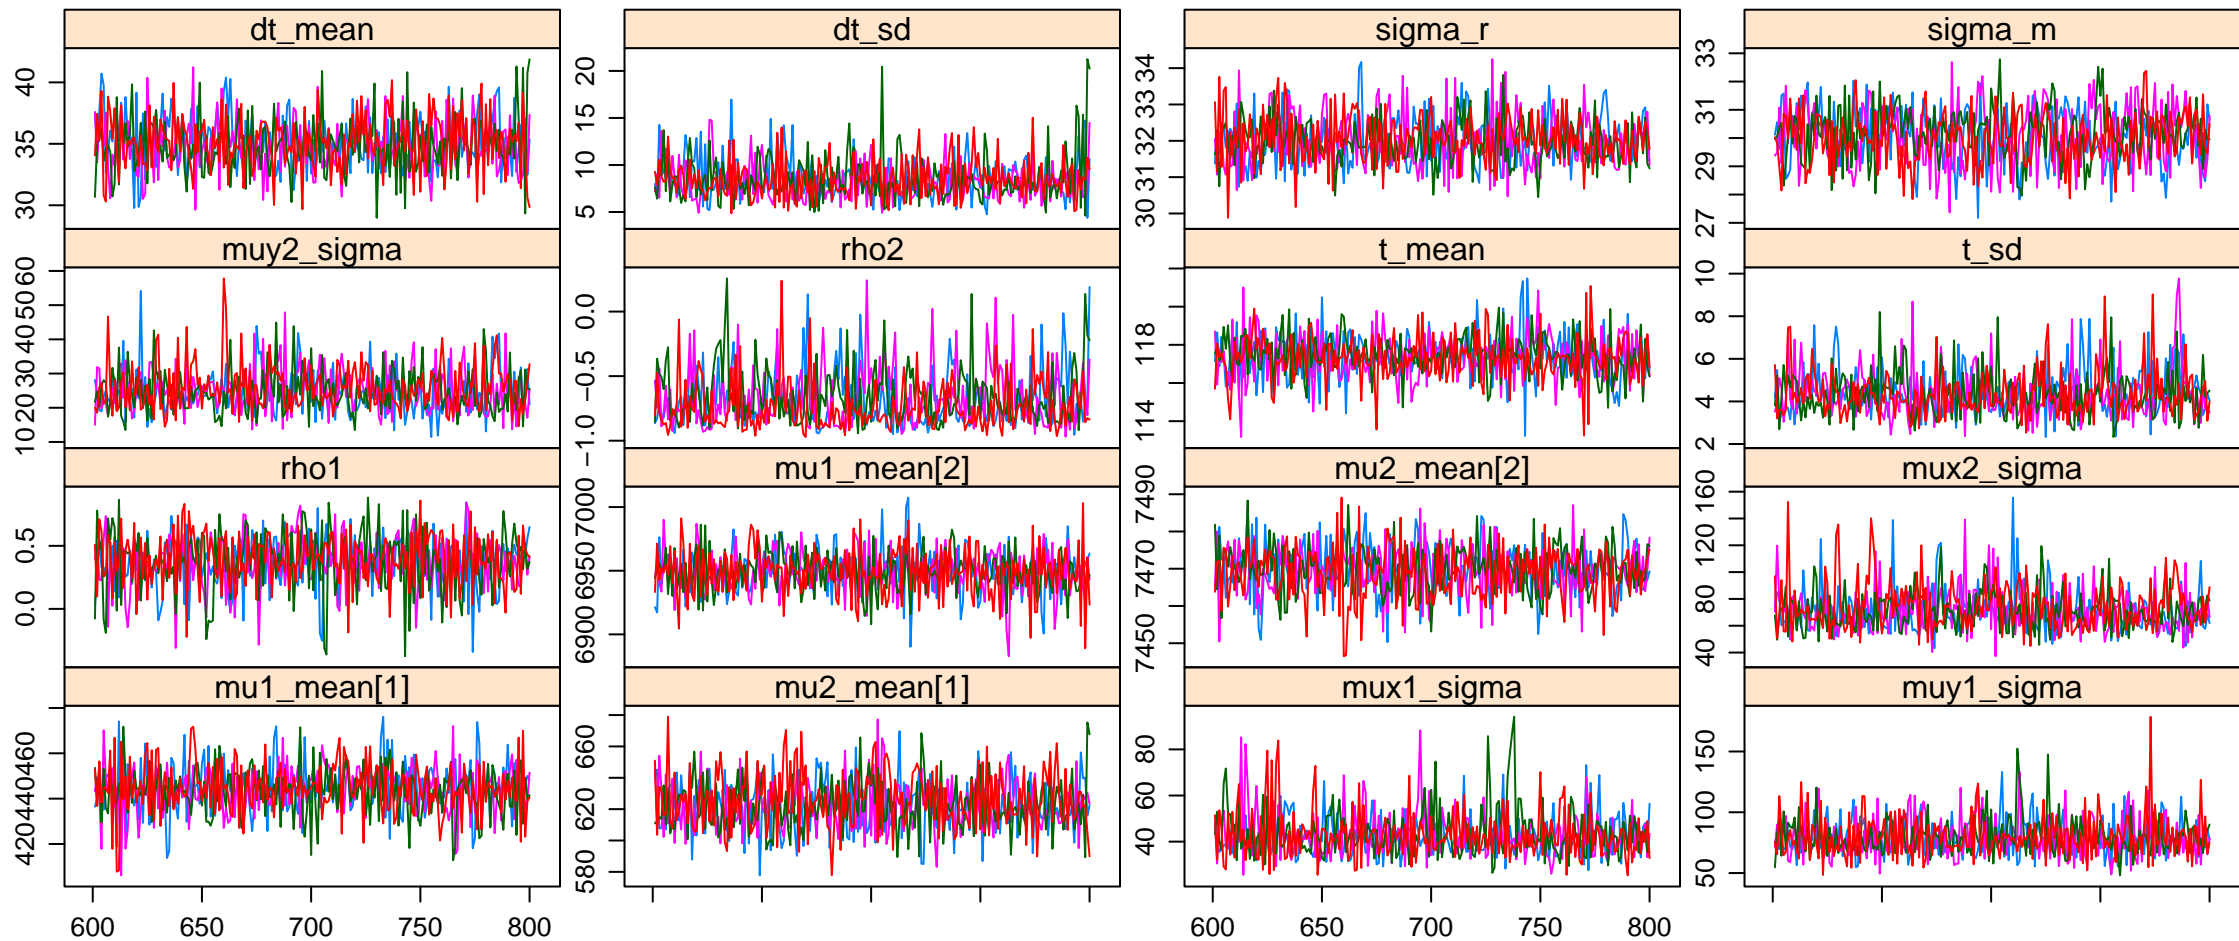 dt_mean dt_sd sigma_r sigma_m
30 35 40
5 10 15 20
30 31 32 33 34
27 29 31 33
muy2_sigma rho2 t_mean t_sd
10 20 30 40 50 60
−1.0 −0.5 0.0
114 118
2 4 6 8 10
rho1 mu1_mean[2] mu2_mean[2] mux2_sigma
0.0 0.5
6900 6950 7000
7450 7470 7490
40 80 120 160
mu1_mean[1] mu2_mean[1] mux1_sigma muy1_sigma
420 440 460
580 620 660
40 60 80
50 100 150
600 650 700 750 800
600 650 700 750 800